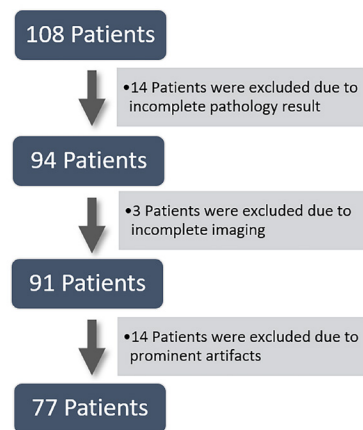 108 Patients
•14 Patients were excluded due to
incomplete pathology result
94 Patients
•3 Patients were excluded due to
incomplete imaging
91 Patients
•14 Patients were excluded due to
prominent artifacts
77 Patients